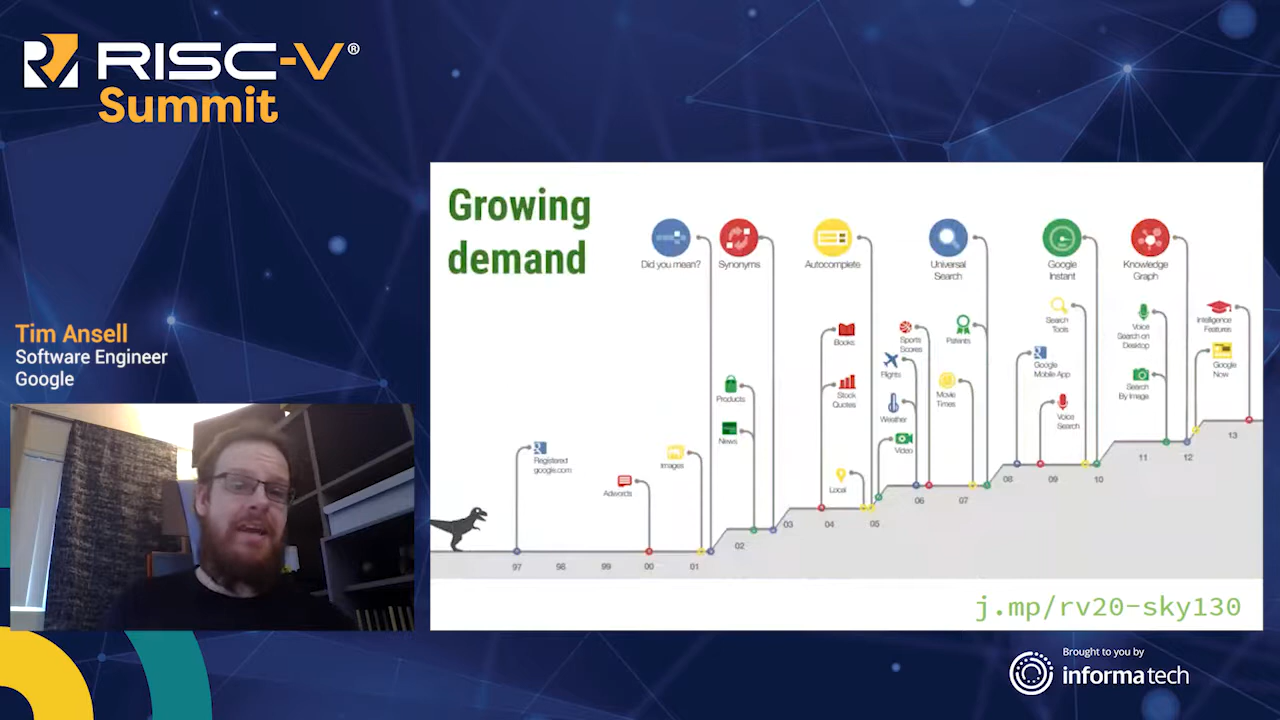 RISC-V®
Summit
Tim Ansell
Software Engineer
Google
Growing
demand
Did you mean?
Synonyms
Autocomplete
Universal
Search
Google
Instant
Knowledge
Graph
Products
News
Books
Stock
Quotes
Local
Sports
Scores
Flights
Weather
Video
Patents
Movie
Times
Search
Tools
Google
Mobile App
Voice
Search
Voice
Search on
Desktop
Search
By Image
Intelligence
Features
Google
Now
Registered
google.com
Adwords
Images
97
98
99
00
01
02
03
04
05
06
07
08
09
10
11
12
13
j.mp/rv20-sky130
Brought to you by
informa tech